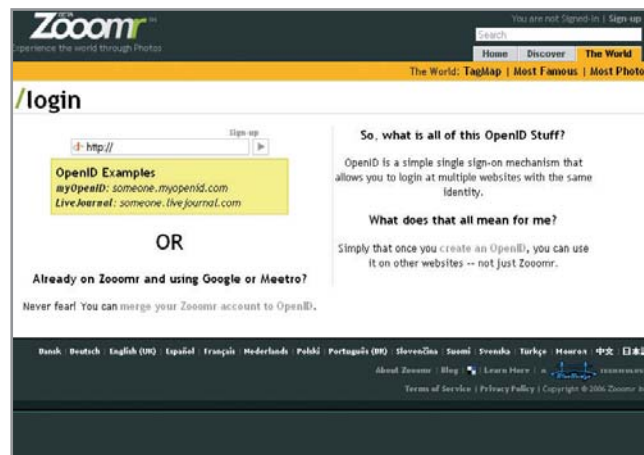 BETA
Zooomr
Experience the world through Photos
You are not Signed-In | Sign-up
Search
Home Discover The World
The World: TagMap | Most Famous | Most Photo
/login
Sign-up
http://
OpenID Examples
myOpenID: someone.myopenid.com
LiveJournal: someone.livejournal.com
OR
Already on Zooomr and using Google or Meetro?
Never fear! You can merge your Zooomr account to OpenID.
So, what is all of this OpenID Stuff?
OpenID is a simple single sign-on mechanism that
allows you to login at multiple websites with the same
identity.
What does that all mean for me?
Simply that once you create an OpenID, you can use
it on other websites -- not just Zooomr.
Dansk | Deutsch | English (UK) | Español | Français | Nederlands | Polski | Português (BR) | Slovenčina | Suomi | Svenska | Türkçe | 中文 | 日本語
About Zooomr | Blog | Learn More | a
Terms of Service | Privacy Policy | Copyright © 2006 Zooomr